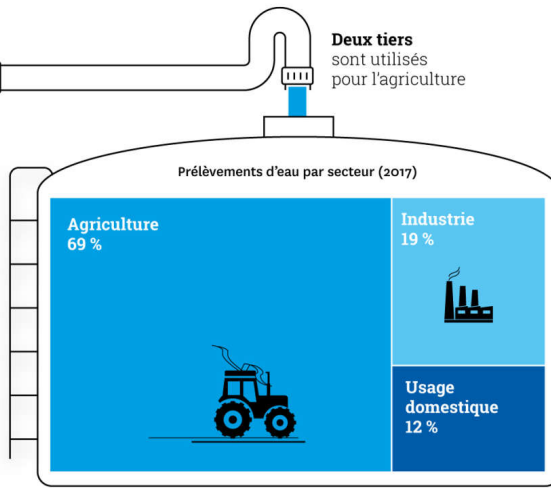 Deux tiers
sont utilisés
pour l'agriculture
Prélèvements d'eau par secteur (2017)
Agriculture
69 %
Industrie
19 %
Usage
domestique
12 %